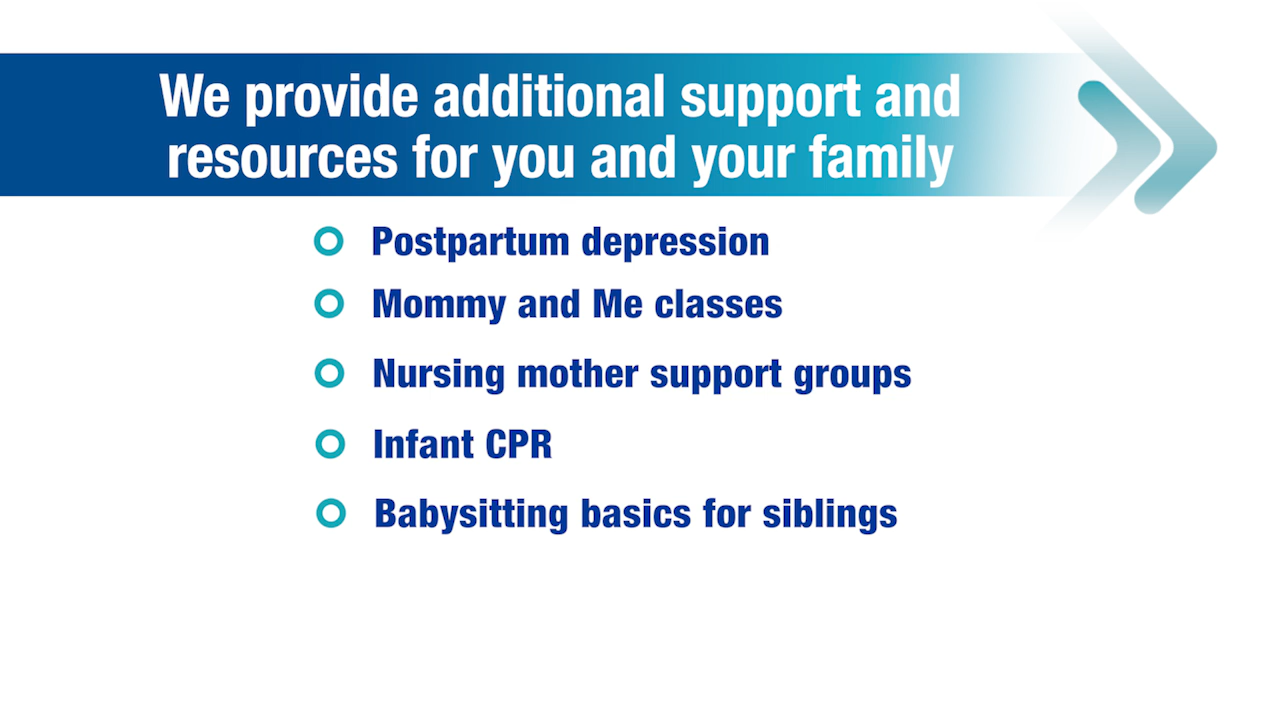 We provide additional support and
resources for you and your family
Postpartum depression
Mommy and Me classes
Nursing mother support groups
Infant CPR
Babysitting basics for siblings